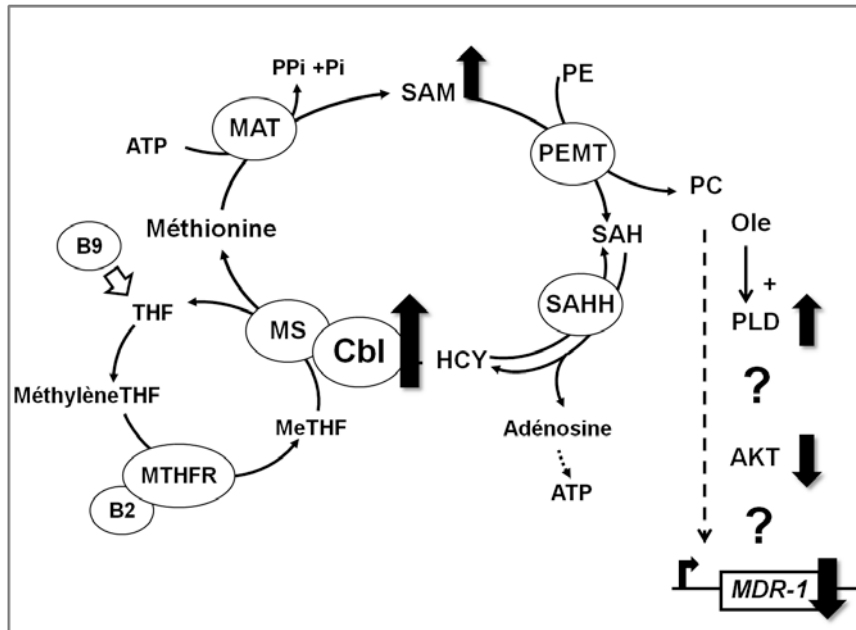 PPi +Pi
SAM
PE
MAT
ATP
PEMT
PC
Méthionine
SAH
Ole
B9
+
THF
SAHH
PLD
MS
Cbl
HCY
?
MéthylèneTHF
MeTHF
Adénosine
AKT
MTHFR
ATP
B2
?
MDR-1